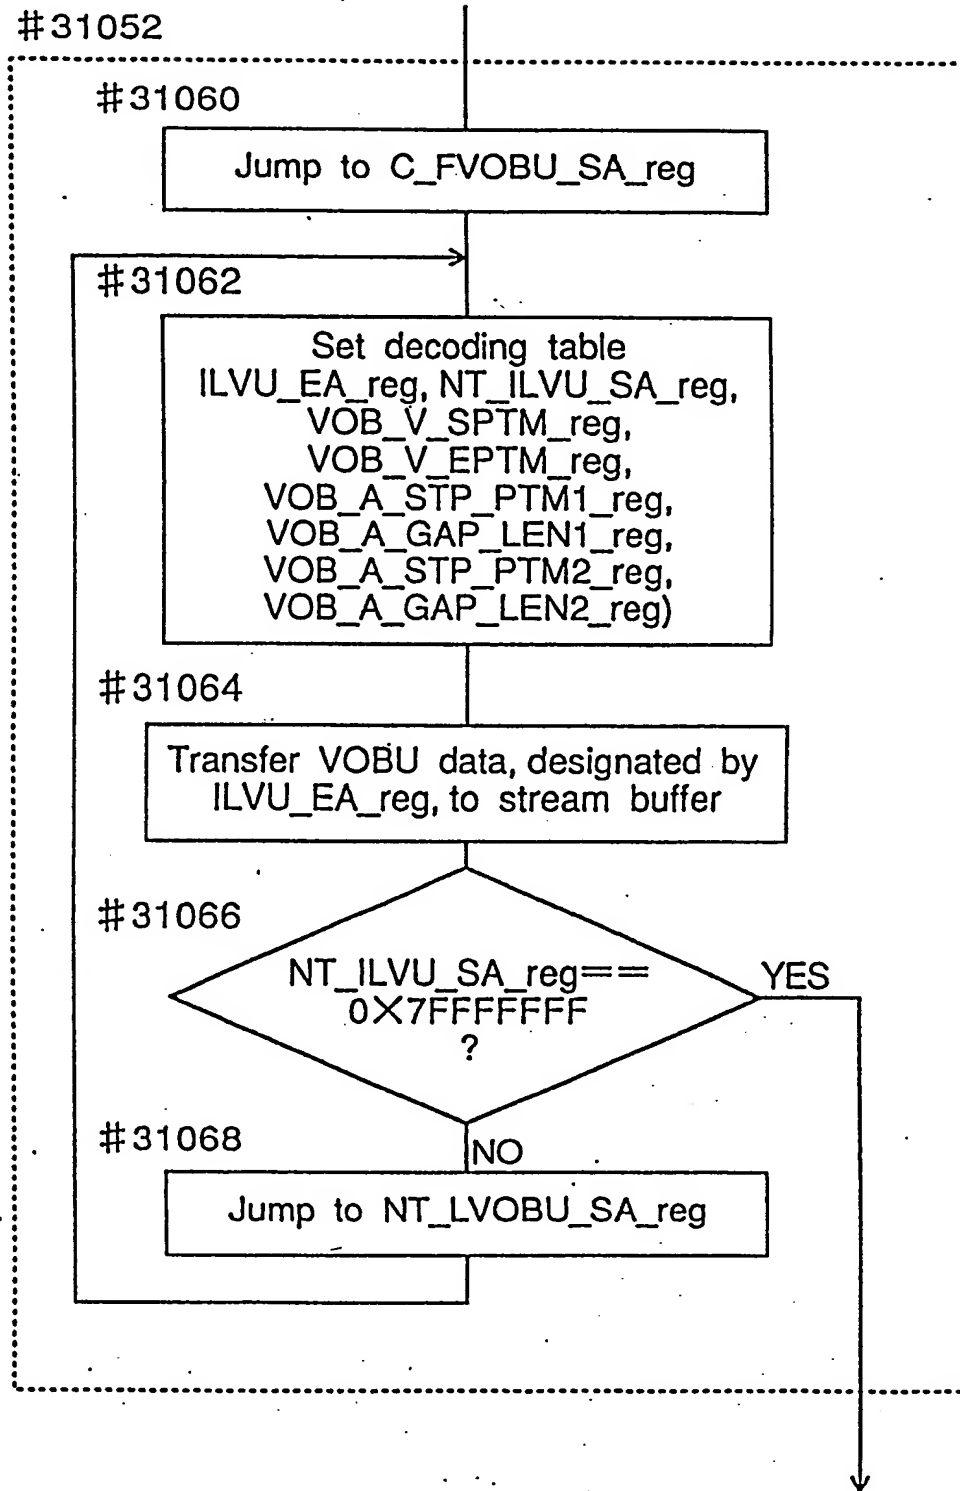 #31052
#31060
Jump to C_FVOBU_SA_reg
#31062
Set decoding table
ILVU_EA_reg, NT_ILVU_SA_reg,
VOB_V_SPTM_reg,
VOB_V_EPTM_reg,
VOB_A_STP_PTM1_reg,
VOB_A_GAP_LEN1_reg,
VOB_A_STP_PTM2_reg,
VOB_A_GAP_LEN2_reg)
#31064
Transfer VOBU data, designated by
ILVU_EA_reg, to stream buffer
#31066
NT_ILVU_SA_reg==
0X7FFFFFFF
?
YES
#31068
NO
Jump to NT_LVOBU_SA_reg